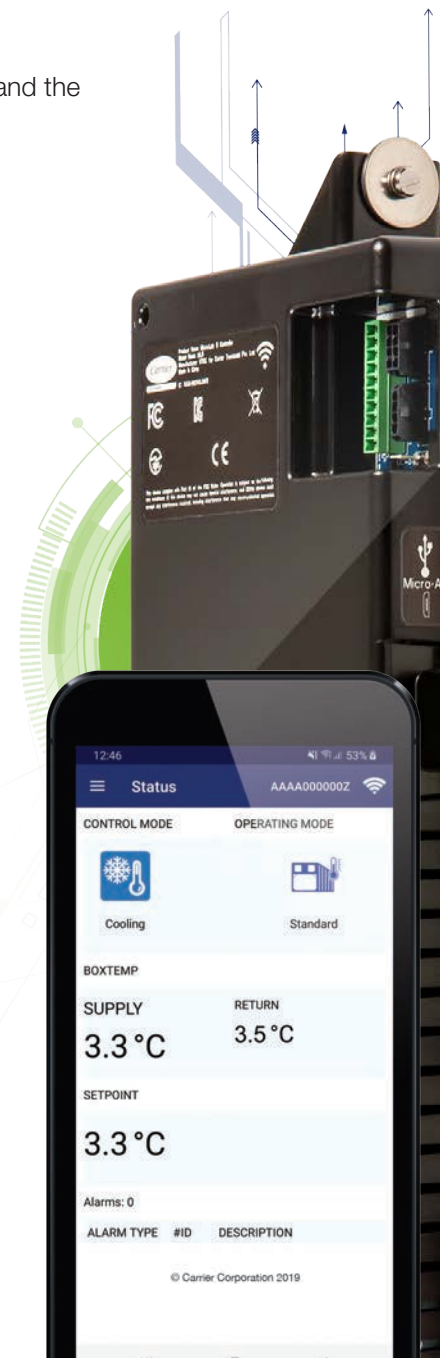 and the
Carrier
FC
CE
Micro-A
12:46
53%
Status
AAAA000000Z
CONTROL MODE
OPERATING MODE
Cooling
Standard
BOXTEMP
SUPPLY
RETURN
3.3 °C
3.5 °C
SETPOINT
3.3 °C
Alarms: 0
ALARM TYPE #ID DESCRIPTION
© Carrier Corporation 2019